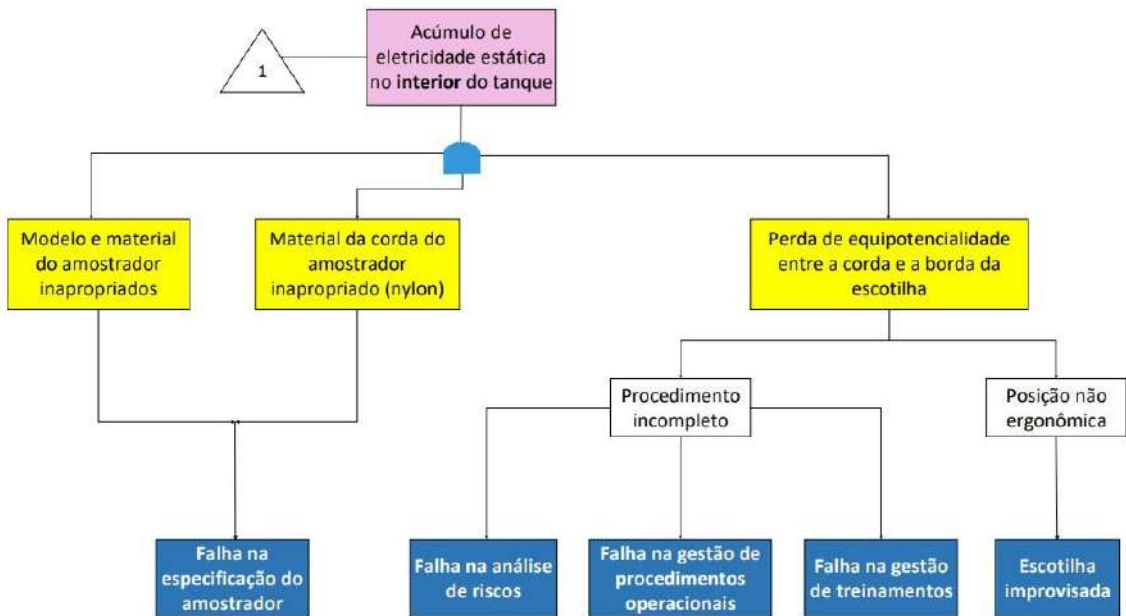 1
Acúmulo de
eletricidade estática
no interior do tanque
Modelo e material
do amostrador
inapropriados
Material da corda do
amostrador
inapropriado (nylon)
Perda de equipotencialidade
entre a corda e a borda da
escotilha
Procedimento
incompleto
Posição não
ergonômica
Falha na
especificação do
amostrador
Falha na análise
de riscos
Falha na gestão de
procedimentos
operacionais
Falha na gestão
de treinamentos
Escotilha
improvisada